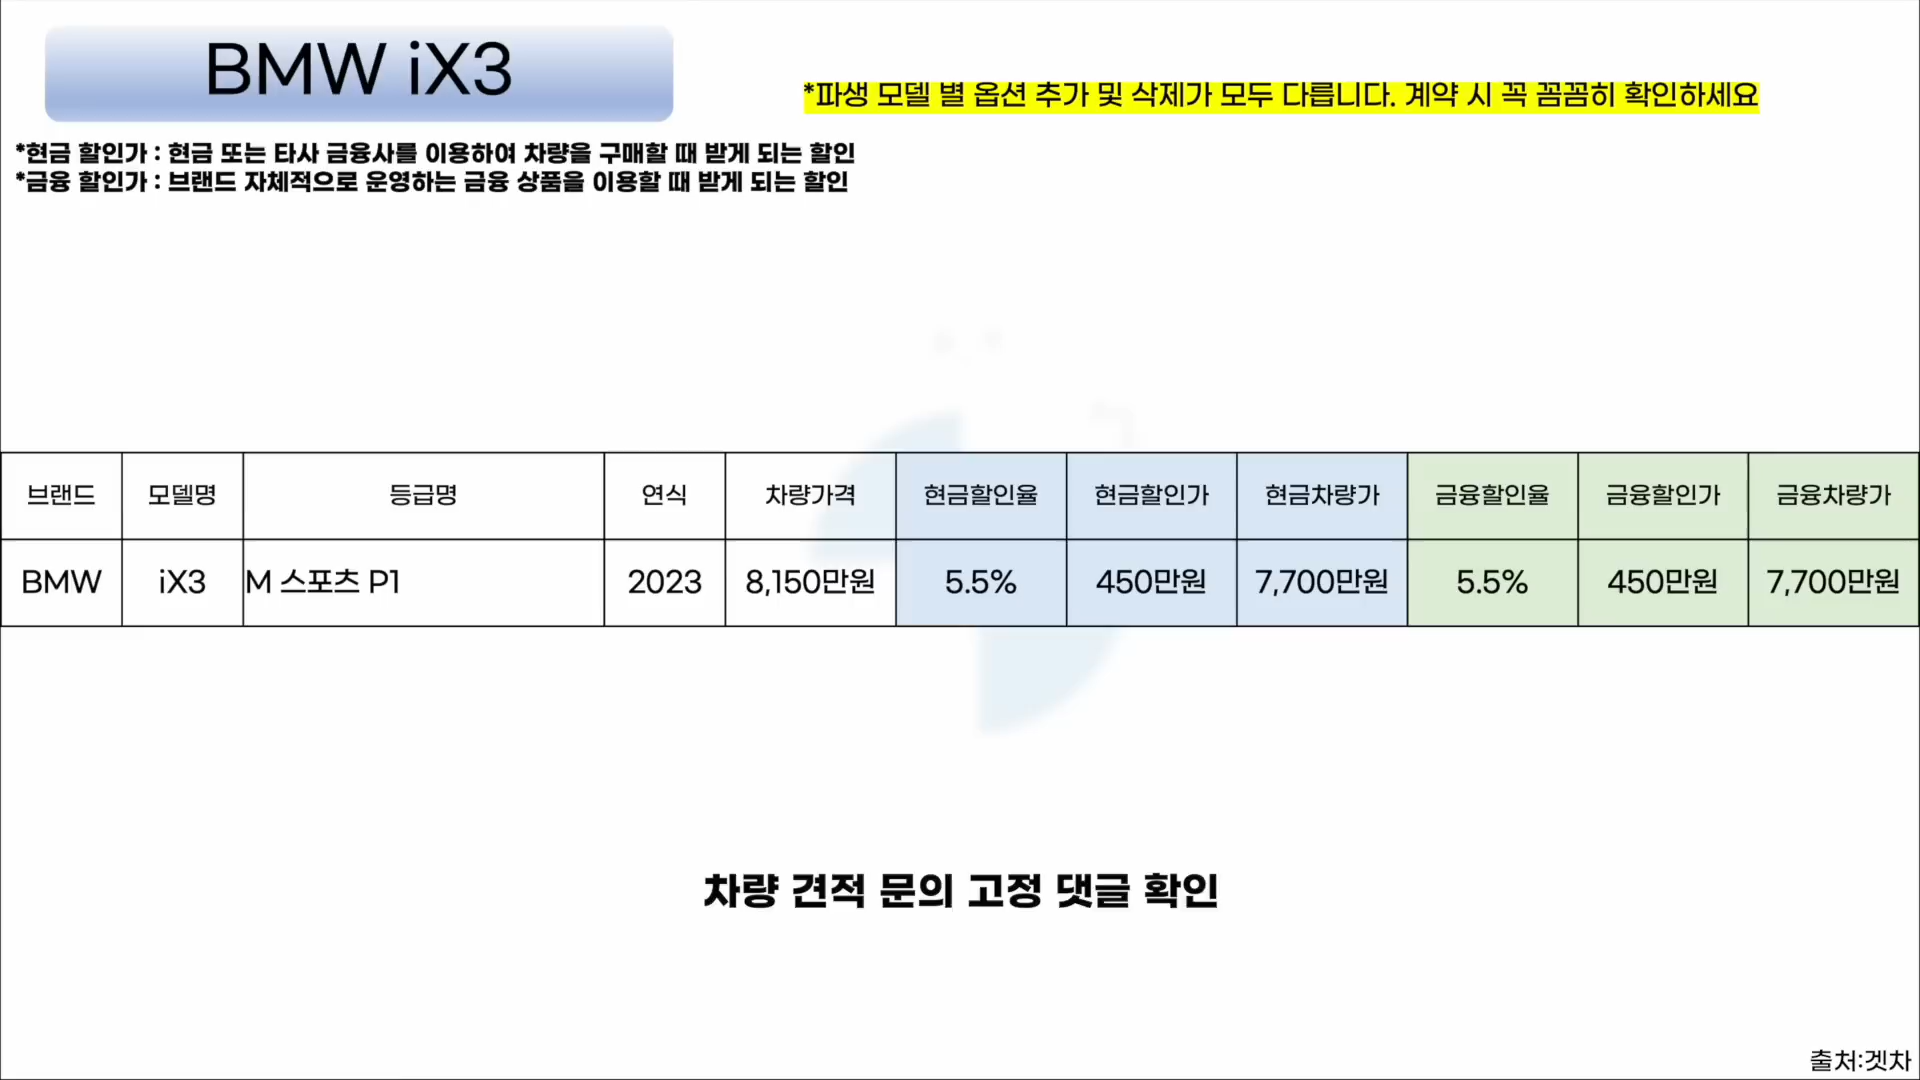 BMW iX3
*파생 모델 별 옵션 추가 및 삭제가 모두 다릅니다. 계약 시 꼭 꼼꼼히 확인하세요
*현금 할인가 : 현금 또는 타사 금융사를 이용하여 차량을 구매할 때 받게 되는 할인
*금융 할인가 : 브랜드 자체적으로 운영하는 금융 상품을 이용할 때 받게 되는 할인
브랜드 모델명 등급명 연식 차량가격 현금할인율 현금할인가 현금차량가 금융할인율 금융할인가 금융차량가
BMW iX3 M 스포츠 P1 2023 8,150만원 5.5% 450만원 7,700만원 5.5% 450만원 7,700만원
차량 견적 문의 고정 댓글 확인
출처:겟차